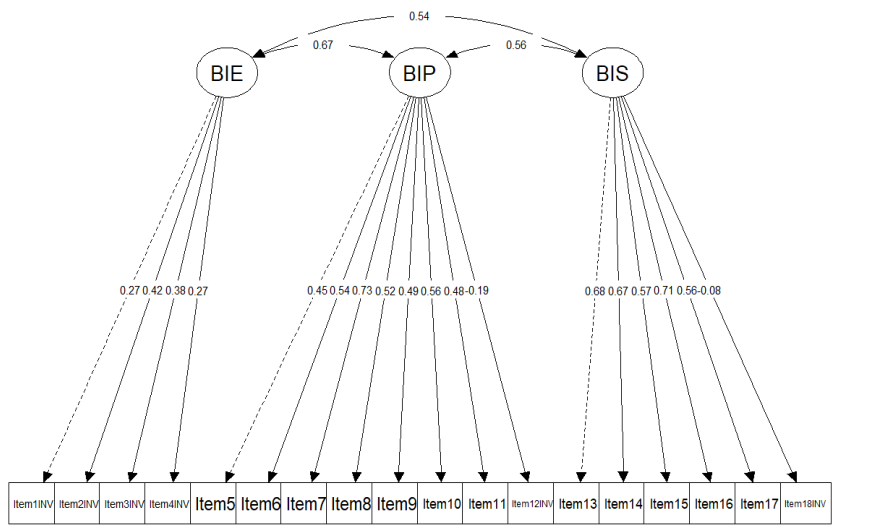 0.54
0.67
0.56
BIE BIP BIS
0.27 0.42 0.38 0.27 0.45 0.54 0.73 0.52 0.49 0.56 0.48 -0.19 0.68 0.67 0.57 0.71 0.56 -0.08
Item1INV Item2INV Item3INV Item4INV Item5 Item6 Item7 Item8 Item9 Item10 Item11 Item12INV Item13 Item14 Item15 Item16 Item17 Item18INV